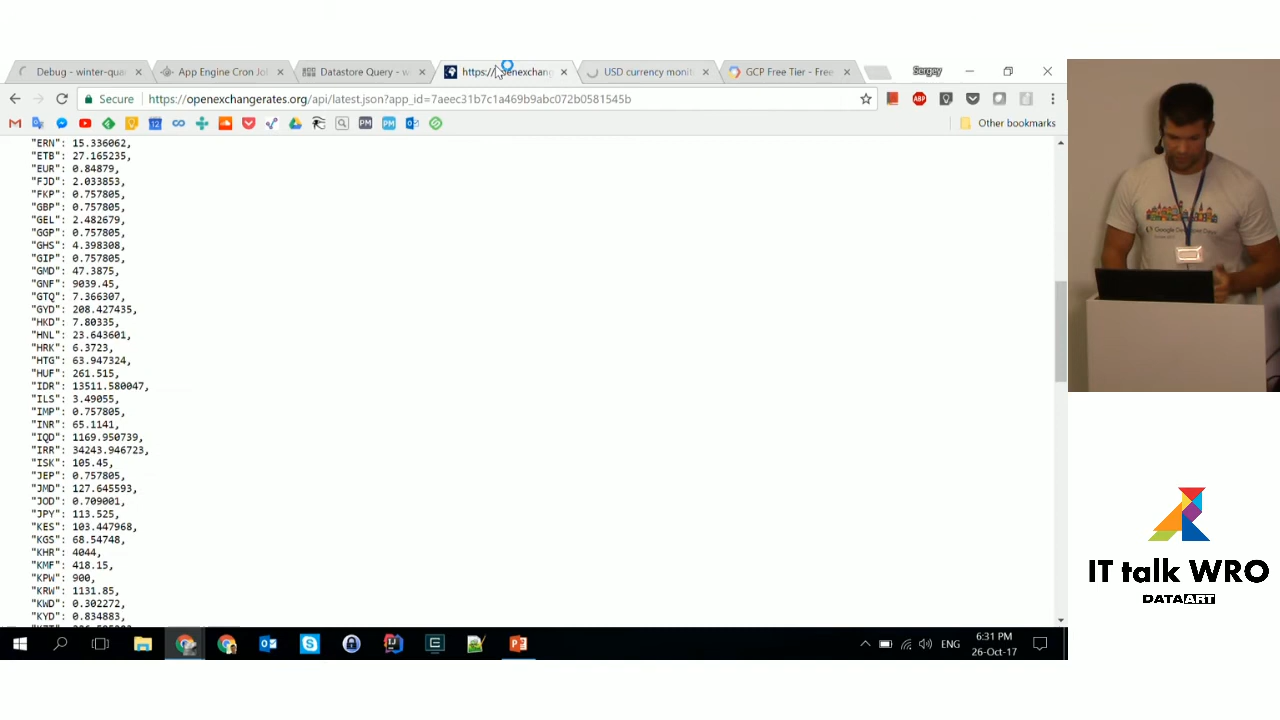 Debug - winter-qua
App Engine Cron Jo
Datastore Query - w
https://openexchang
USD currency monit
GCP Free Tier - Free
Sergey
Secure
https://openexchangerates.org/api/latest.json?app_id=7aeec31b7c1a469b9abc072b0581545b
Other bookmarks
"ERN": 15.336062,
"ETB": 27.165235,
"EUR": 0.84879,
"FJD": 2.033853,
"FKP": 0.757805,
"GBP": 0.757805,
"GEL": 2.482679,
"GGP": 0.757805,
"GHS": 4.398308,
"GIP": 0.757805,
"GMD": 47.3875,
"GNF": 9039.45,
"GTQ": 7.366307,
"GYD": 208.427435,
"HKD": 7.80335,
"HNL": 23.643601,
"HRK": 6.3723,
"HTG": 63.947324,
"HUF": 261.515,
"IDR": 13511.580047,
"ILS": 3.49055,
"IMP": 0.757805,
"INR": 65.1141,
"IQD": 1169.950739,
"IRR": 34243.946723,
"ISK": 105.45,
"JEP": 0.757805,
"JMD": 127.645593,
"JOD": 0.709001,
"JPY": 113.525,
"KES": 103.447968,
"KGS": 68.54748,
"KHR": 4044,
"KMF": 418.15,
"KPW": 900,
"KRW": 1131.85,
"KWD": 0.302272,
"KYD": 0.834883,
ENG
6:31 PM
26-Oct-17
IT talk WRO
DATAART